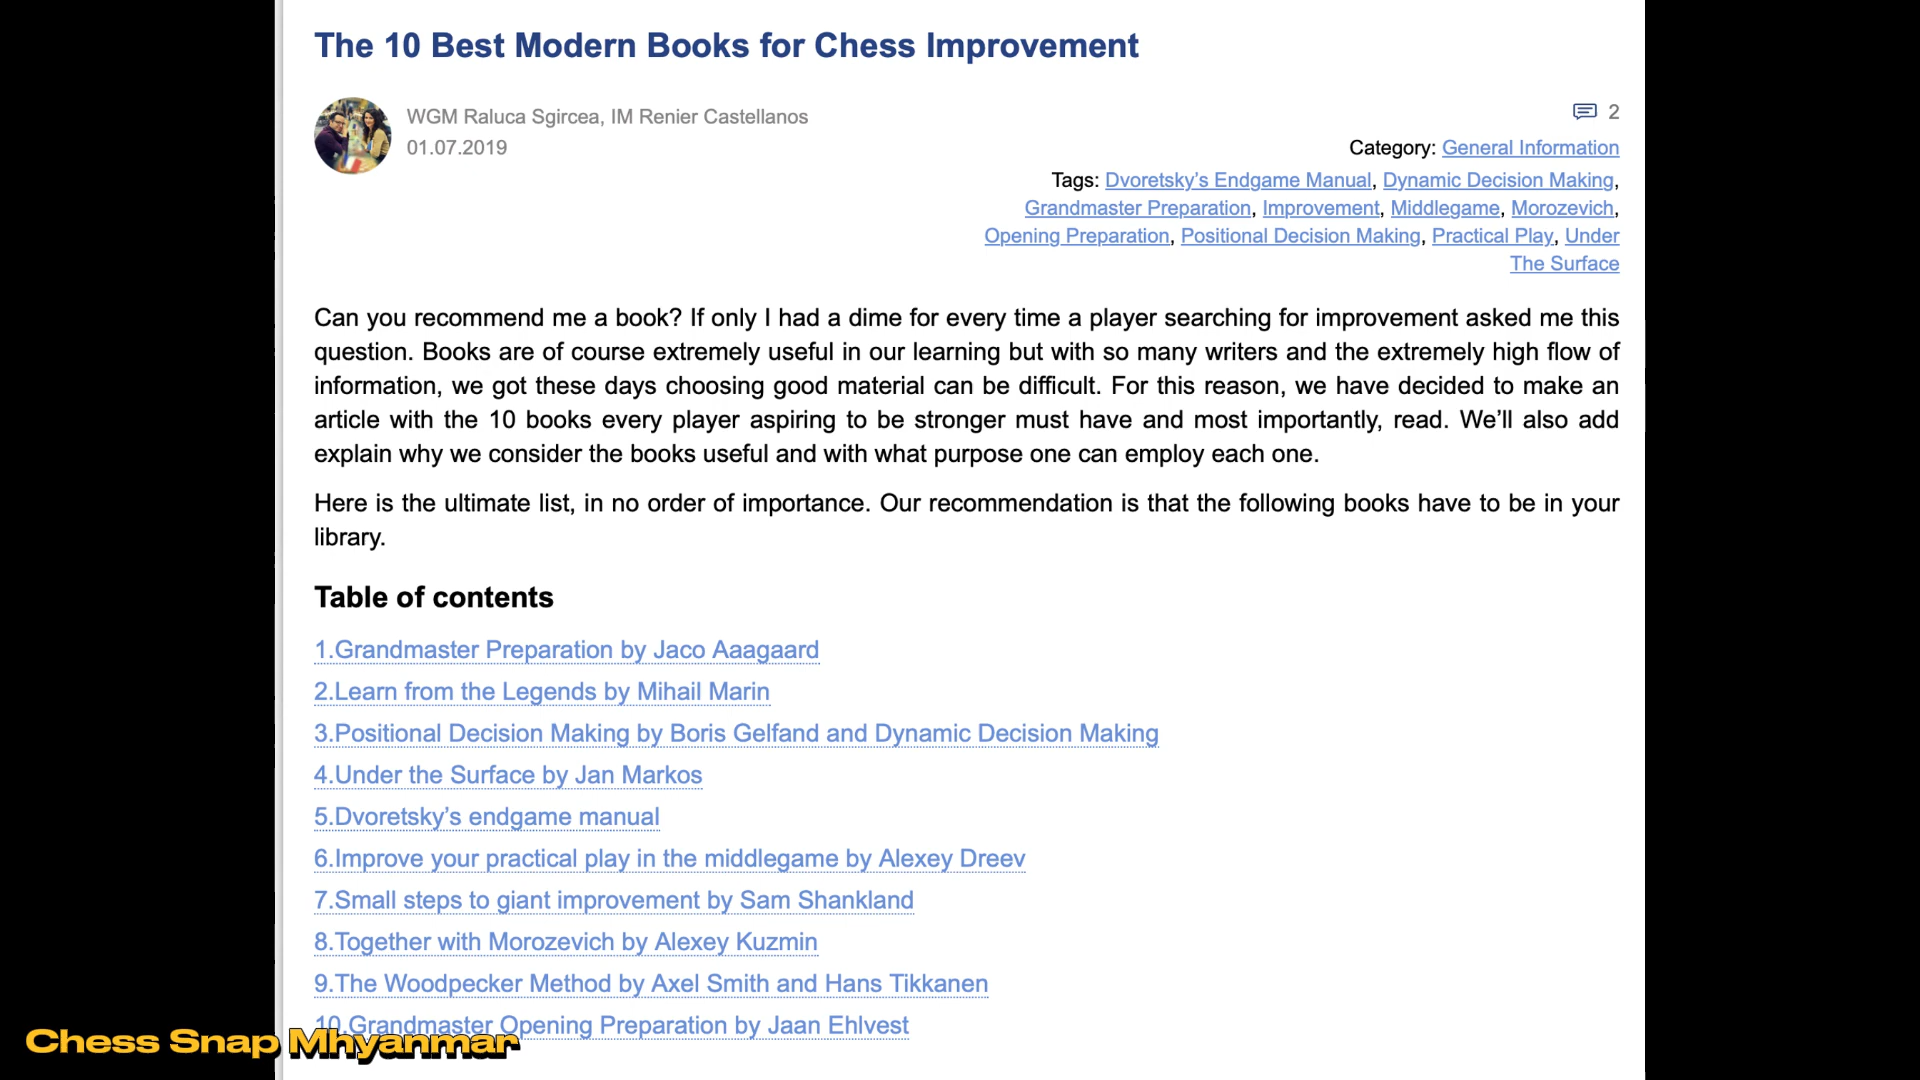 The 10 Best Modern Books for Chess Improvement
WGM Raluca Sgircea, IM Renier Castellanos
01.07.2019
2
Category: General Information
Tags: Dvoretsky’s Endgame Manual, Dynamic Decision Making,
Grandmaster Preparation, Improvement, Middlegame, Morozevich,
Opening Preparation, Positional Decision Making, Practical Play, Under
The Surface
Can you recommend me a book? If only I had a dime for every time a player searching for improvement asked me this
question. Books are of course extremely useful in our learning but with so many writers and the extremely high flow of
information, we got these days choosing good material can be difficult. For this reason, we have decided to make an
article with the 10 books every player aspiring to be stronger must have and most importantly, read. We’ll also add
explain why we consider the books useful and with what purpose one can employ each one.
Here is the ultimate list, in no order of importance. Our recommendation is that the following books have to be in your
library.
Table of contents
1.Grandmaster Preparation by Jaco Aaagaard
2.Learn from the Legends by Mihail Marin
3.Positional Decision Making by Boris Gelfand and Dynamic Decision Making
4.Under the Surface by Jan Markos
5.Dvoretsky’s endgame manual
6.Improve your practical play in the middlegame by Alexey Dreev
7.Small steps to giant improvement by Sam Shankland
8.Together with Morozevich by Alexey Kuzmin
9.The Woodpecker Method by Axel Smith and Hans Tikkanen
10.Grandmaster Opening Preparation by Jaan Ehlvest
Chess Snap Mhyanmar